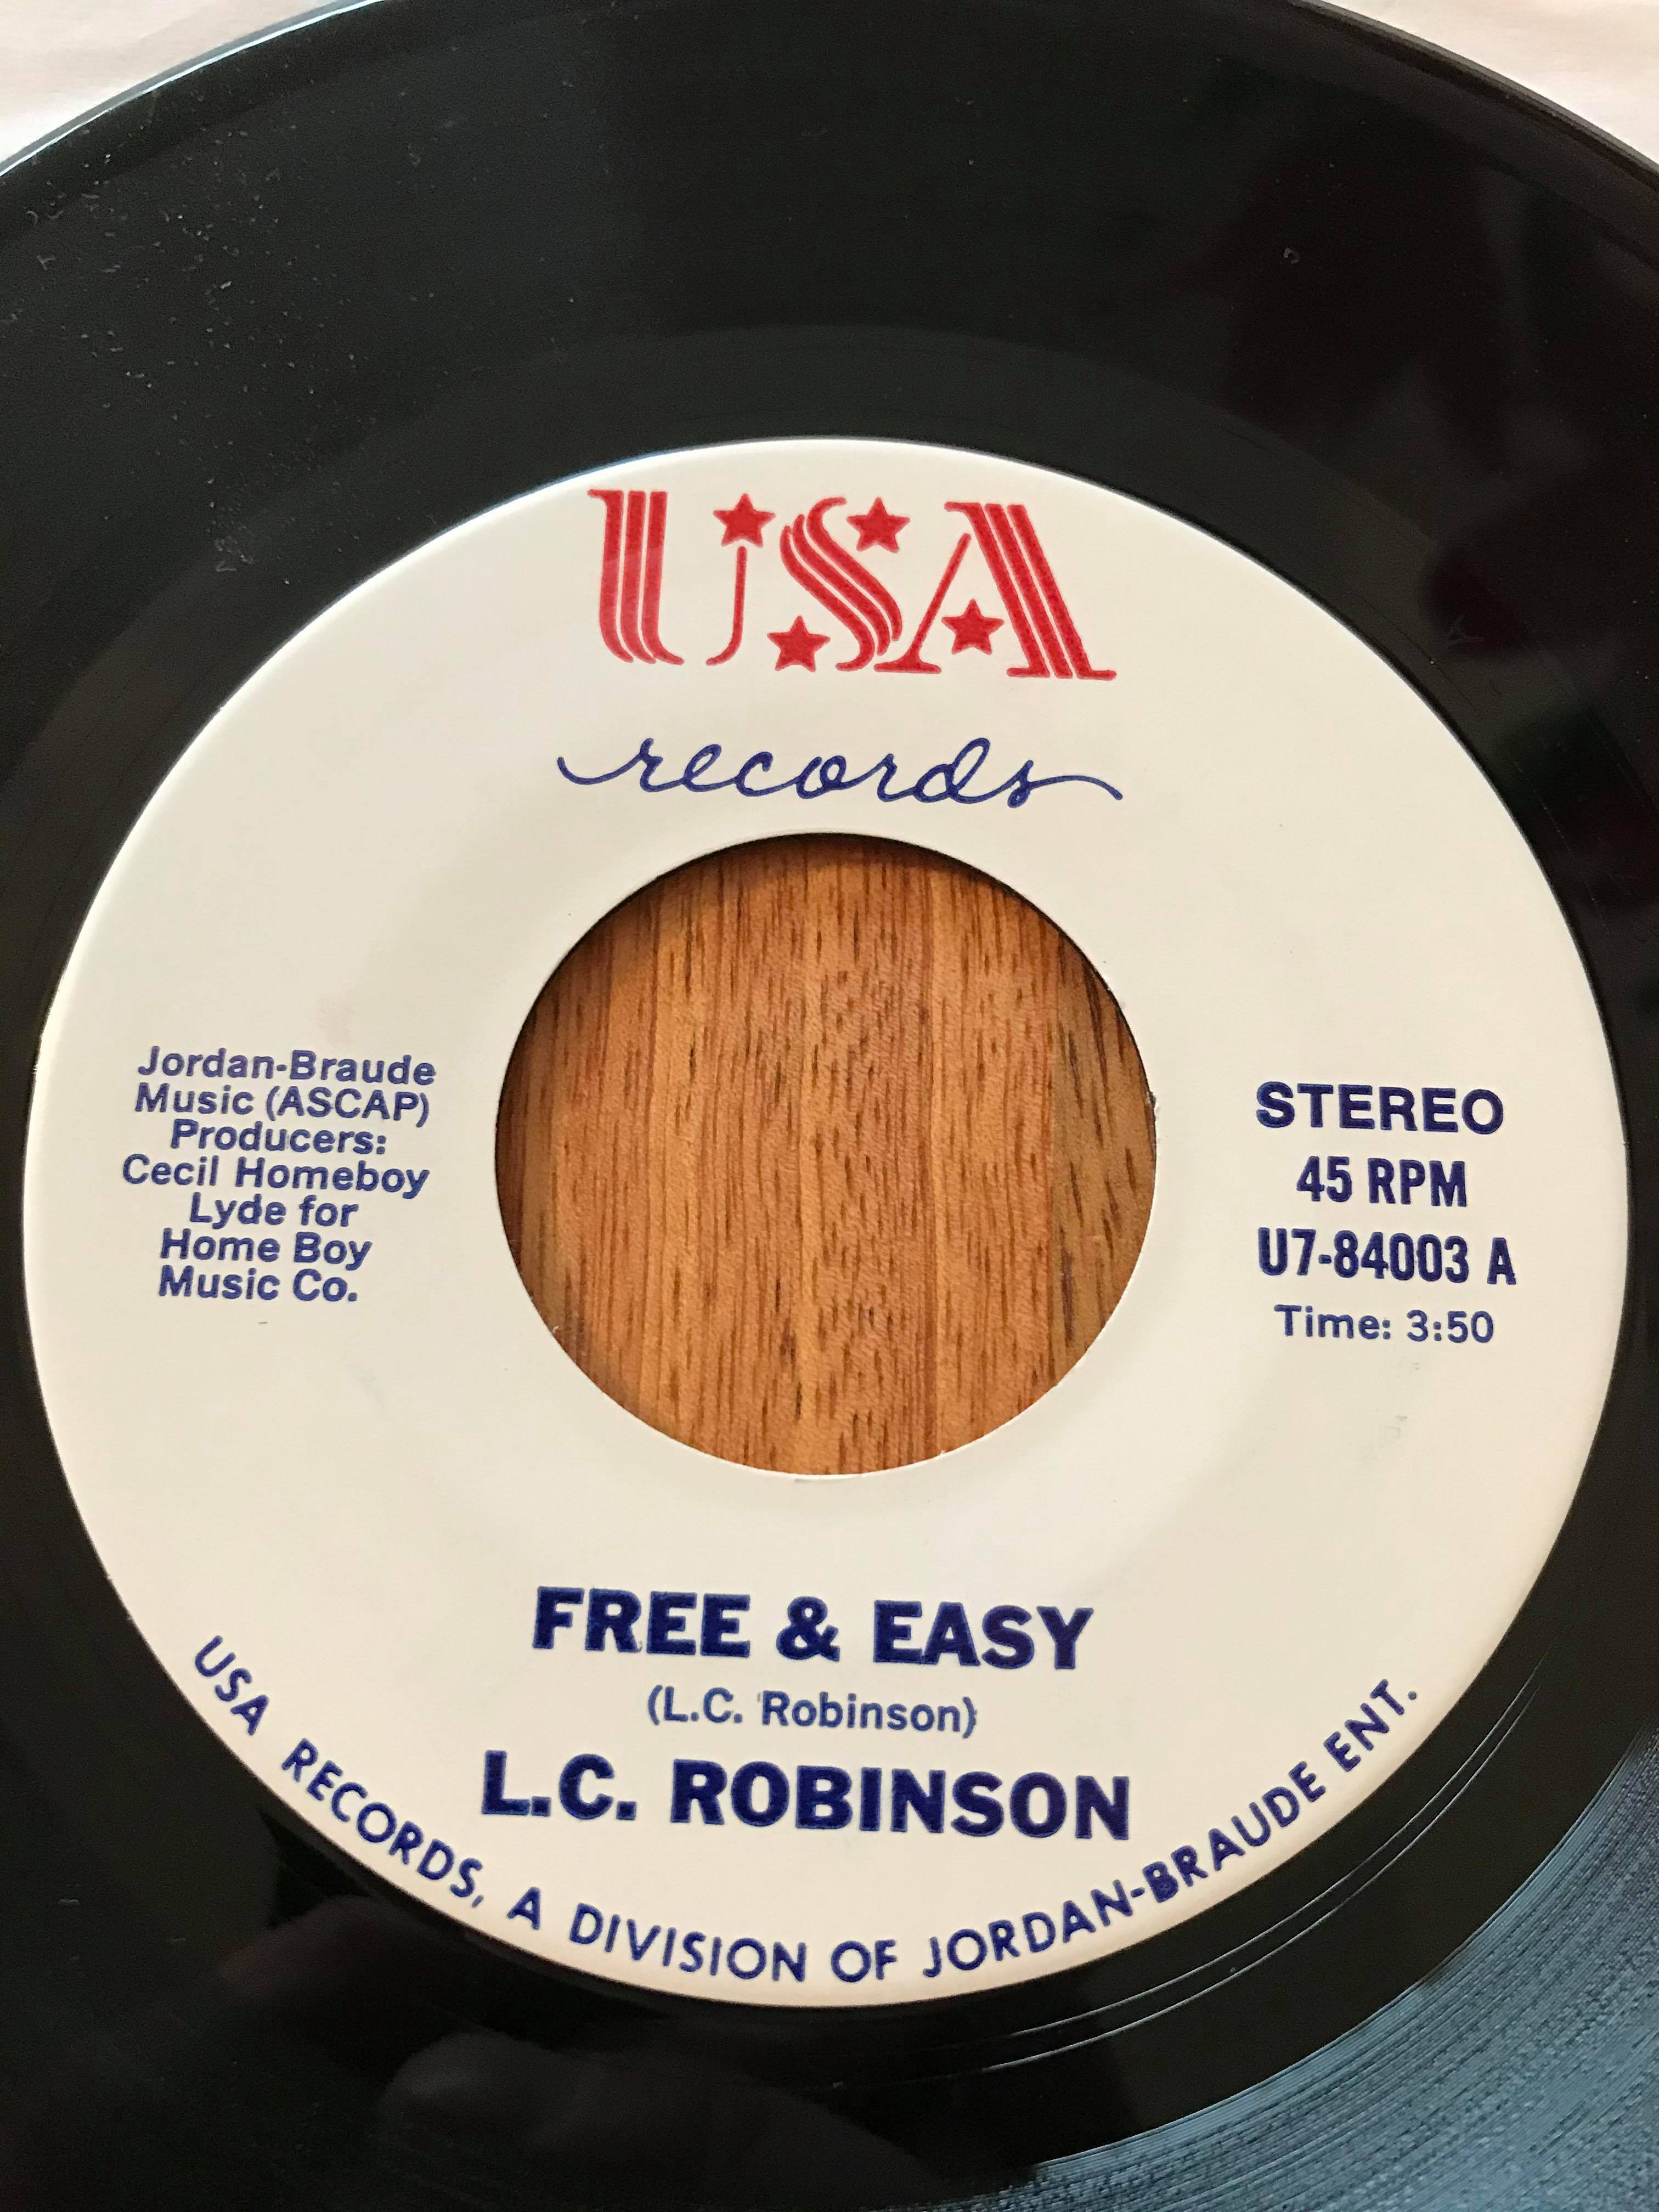 USA
records
Jordan-Braude
Music (ASCAP)
Producers:
Cecil Homeboy
Lyde for
Home Boy
Music Co.
STEREO
45 RPM
U7-84003 A
Time: 3:50
FREE & EASY
(L.C. Robinson)
L.C. ROBINSON
USA RECORDS, A DIVISION OF JORDAN-BRAUDE ENT.